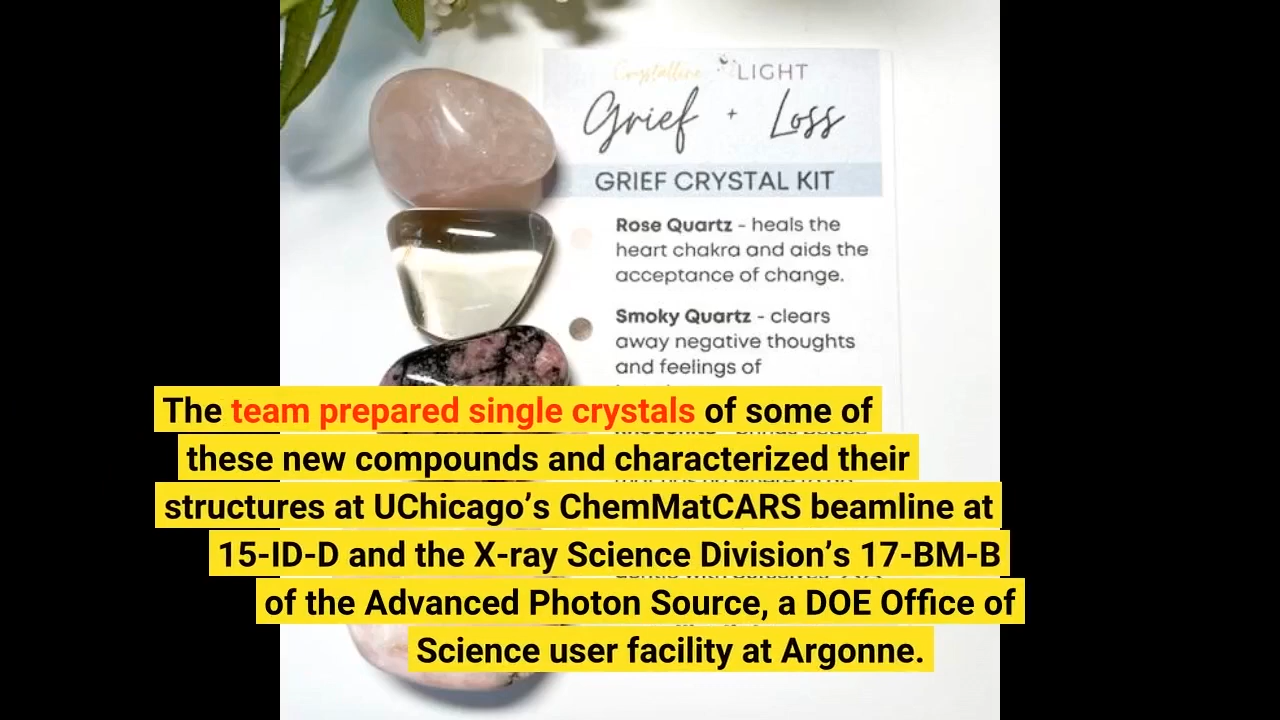 Crystalline LIGHT
Grief + Loss
GRIEF CRYSTAL KIT
Rose Quartz - heals the
heart chakra and aids the
acceptance of change.
Smoky Quartz - clears
away negative thoughts
and feelings of
The team prepared single crystals of some of
these new compounds and characterized their
structures at UChicago’s ChemMatCARS beamline at
15-ID-D and the X-ray Science Division’s 17-BM-B
of the Advanced Photon Source, a DOE Office of
Science user facility at Argonne.